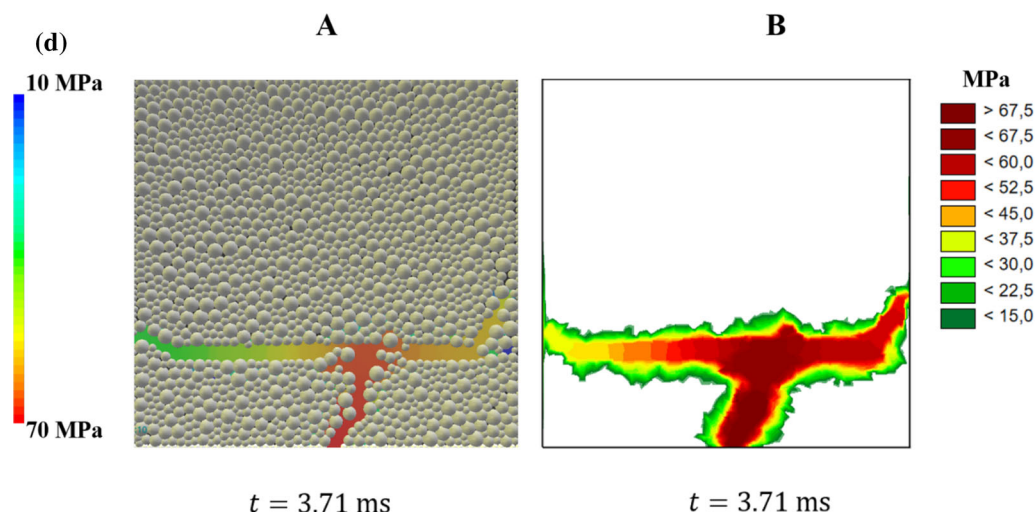 A
B
(d)
10 MPa
70 MPa
MPa
> 67,5
< 67,5
< 60,0
< 52,5
< 45,0
< 37,5
< 30,0
< 22,5
< 15,0
t = 3.71 ms
t = 3.71 ms